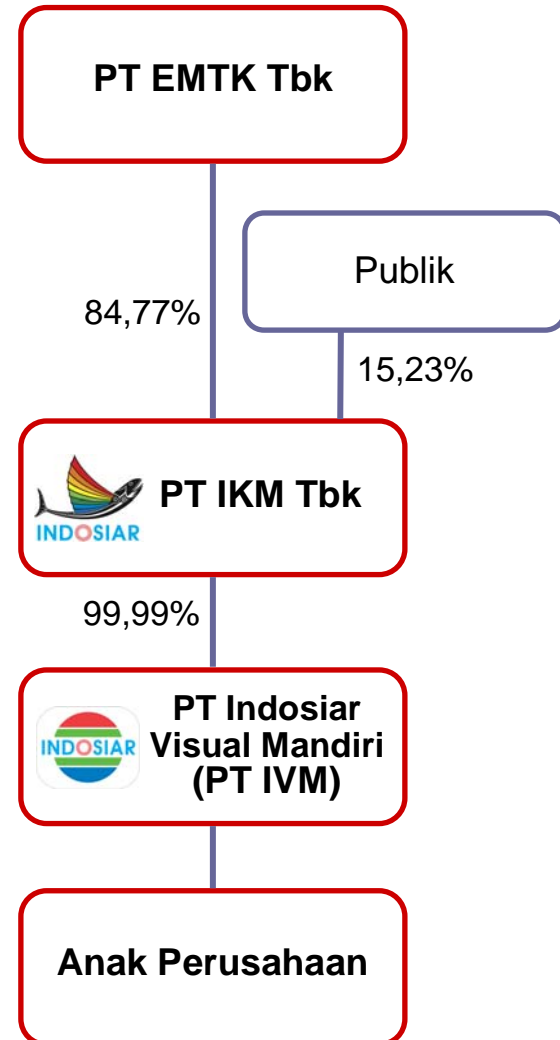 PT EMTK Tbk
Publik
84,77%
15,23%
INDOSIAR
PT IKM Tbk
99,99%
INDOSIAR
PT Indosiar
Visual Mandiri
(PT IVM)
Anak Perusahaan